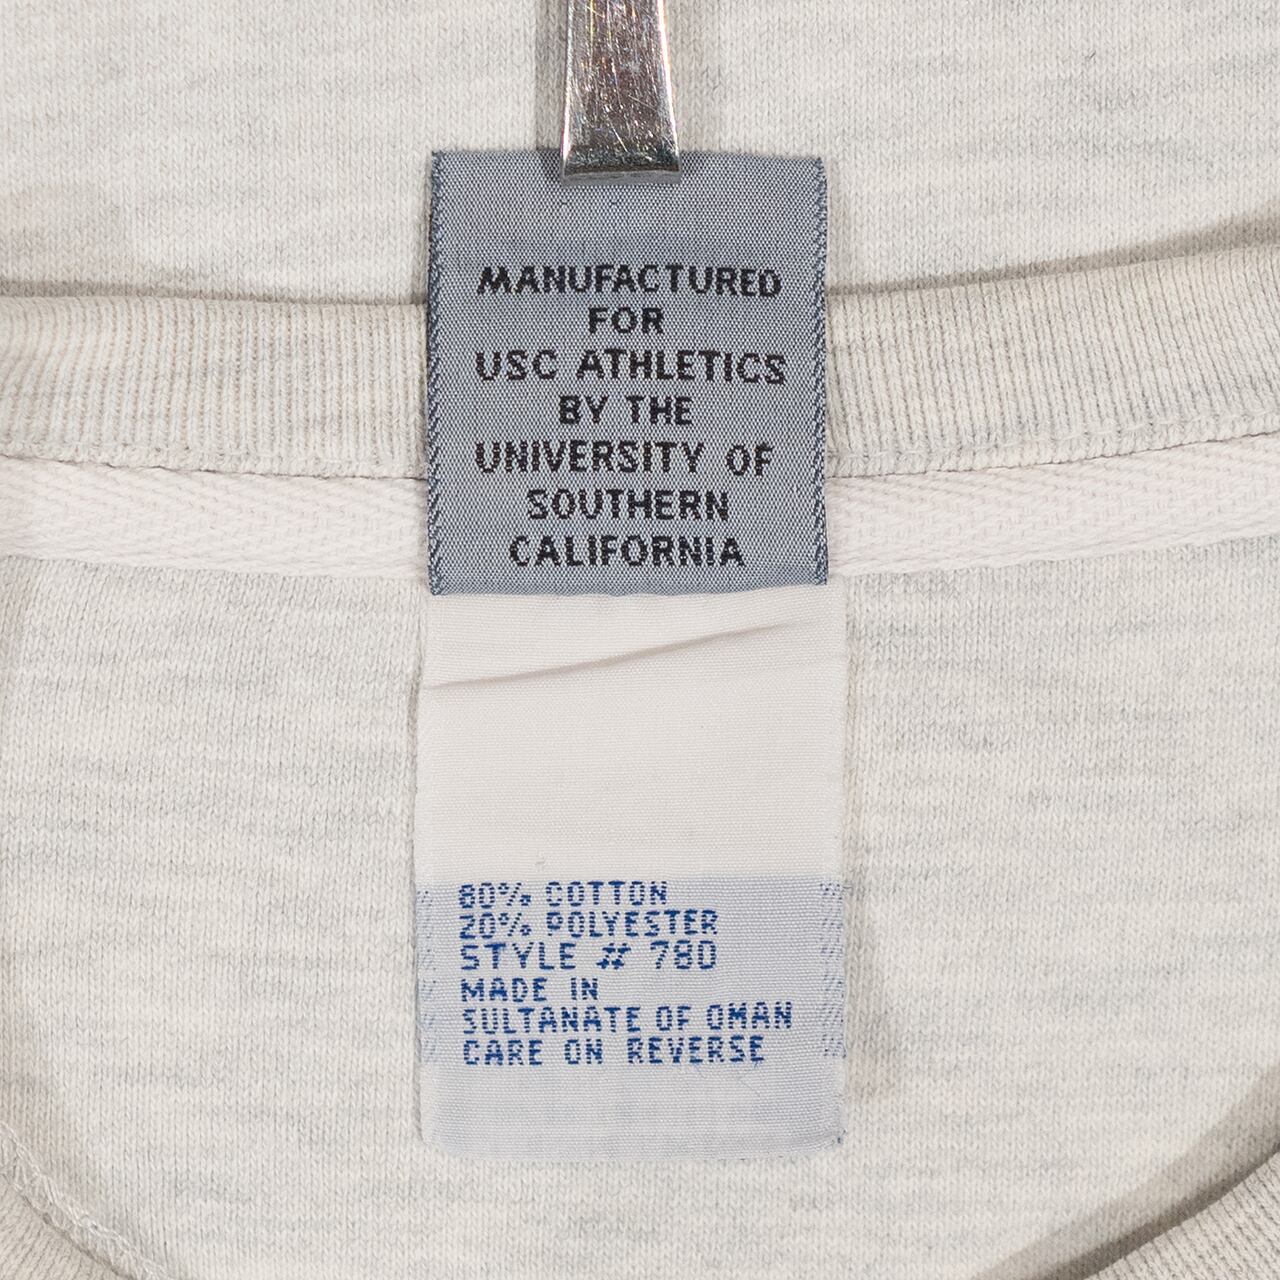 MANUFACTURED
FOR
USC ATHLETICS
BY THE
UNIVERSITY OF
SOUTHERN
CALIFORNIA
80% COTTON
20% POLYESTER
STYLE # 780
MADE IN
SULTANATE OF OMAN
CARE ON REVERSE